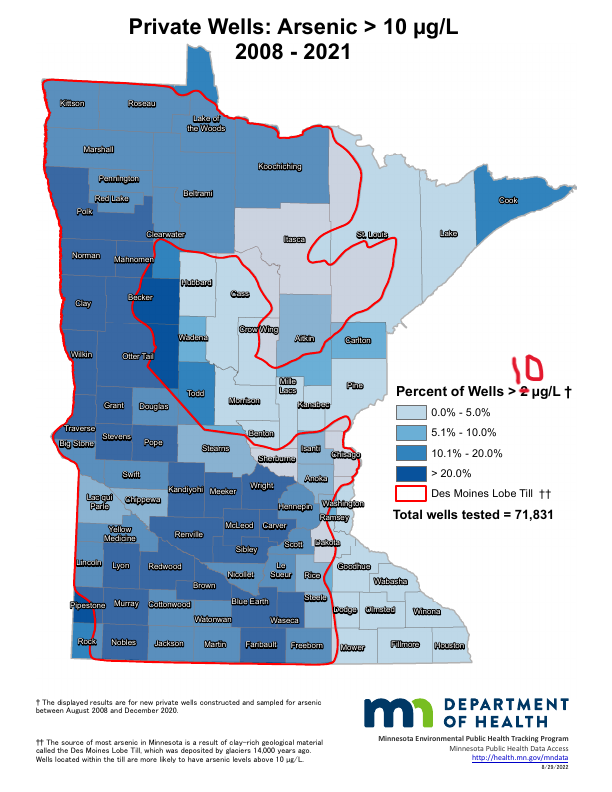 Private Wells: Arsenic > 10 µg/L
2008 - 2021
Kittson
Roseau
Lake of
the Woods
Marshall
Koochiching
Pennington
Red Lake
Beltrami
Polk
Cook
Clearwater
Itasca
St. Louis
Lake
Norman
Mahnomen
Hubbard
Cass
Becker
Clay
Crow Wing
Wadena
Aitkin
Carlton
Wilkin
Otter Tail
10
Todd
Mille
Lacs
Pine
Morrison
Kanabec
Grant
Douglas
Traverse
Big Stone
Stevens
Pope
Benton
Stearns
Sherburne
Isanti
Chisago
Swift
Anoka
Kandiyohi
Meeker
Wright
Lac qui
Parle
Chippewa
Hennepin
Washington
Ramsey
McLeod
Carver
Yellow
Medicine
Renville
Scott
Dakota
Sibley
Lincoln
Lyon
Redwood
Nicollet
Le
Sueur
Rice
Goodhue
Wabasha
Brown
Steele
Pipestone
Murray
Cottonwood
Blue Earth
Waseca
Watonwan
Dodge
Olmsted
Winona
Rock
Nobles
Jackson
Martin
Faribault
Freeborn
Mower
Fillmore
Houston
Percent of Wells > 2 µg/L †
0.0% - 5.0%
5.1% - 10.0%
10.1% - 20.0%
> 20.0%
Des Moines Lobe Till ††
Total wells tested = 71,831
† The displayed results are for new private wells constructed and sampled for arsenic
between August 2008 and December 2020.
†† The source of most arsenic in Minnesota is a result of clay-rich geological material
called the Des Moines Lobe Till, which was deposited by glaciers 14,000 years ago.
Wells located within the till are more likely to have arsenic levels above 10 µg/L.
DEPARTMENT
OF HEALTH
Minnesota Environmental Public Health Tracking Program
Minnesota Public Health Data Access
http://health.mn.gov/mndata
8/29/2022